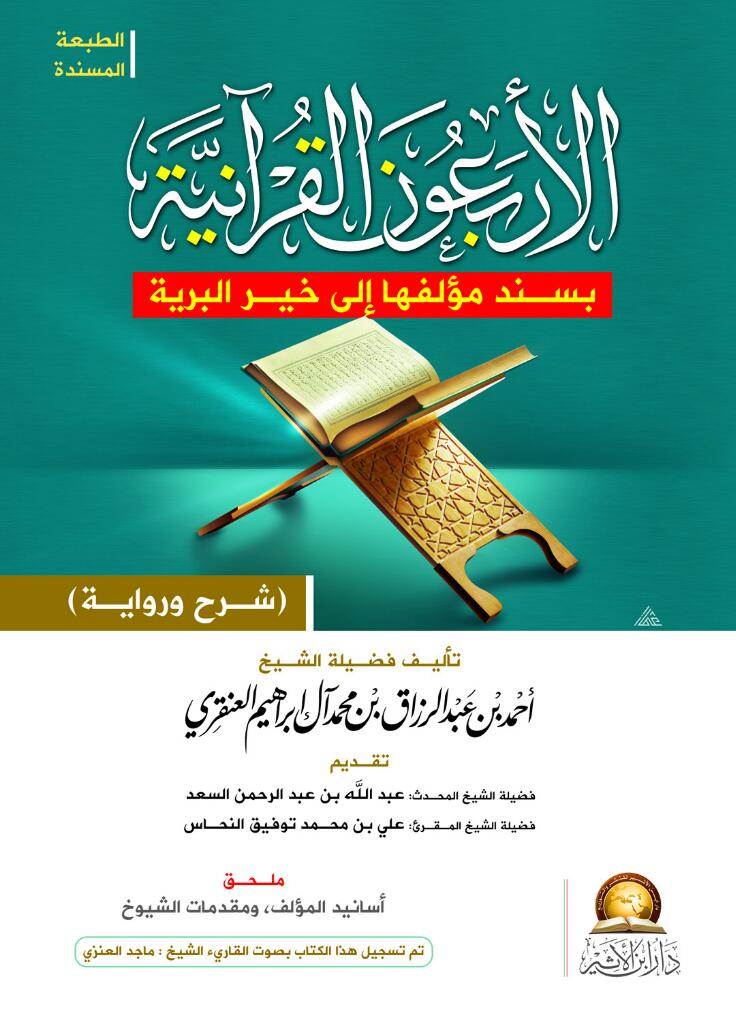 الطبعة
المسندة
الأربعون القرآنية
بسند مؤلفها إلى خير البرية
(شرح ورواية)
تأليف فضيلة الشيخ
أحمد بن عبد الرزاق بن محمد آل إبراهيم العنقري
تقديم
فضيلة الشيخ المحدث: عبد الله بن عبد الرحمن السعد
فضيلة الشيخ المقرئ: علي بن محمد توفيق النحاس
ملحق
أسانيد المؤلف، ومقدمات الشيوخ
تم تسجيل هذا الكتاب بصوت القاريء الشيخ : ماجد العنزي
دار ابن الأثير